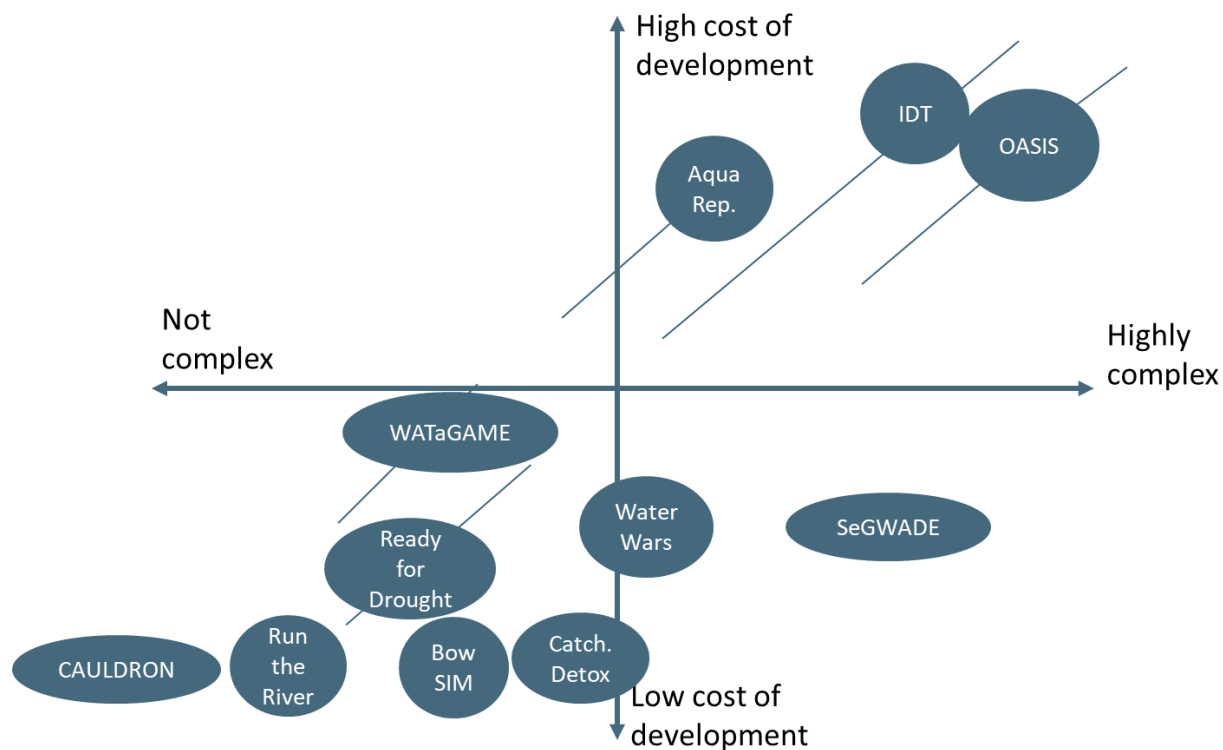 High cost of
development
IDT
OASIS
Aqua
Rep.
Not
complex
Highly
complex
WATaGAME
Water
Wars
SeGWADE
Ready
for
Drought
CAULDRON
Run
the
River
Bow
SIM
Catch.
Detox
Low cost of
development